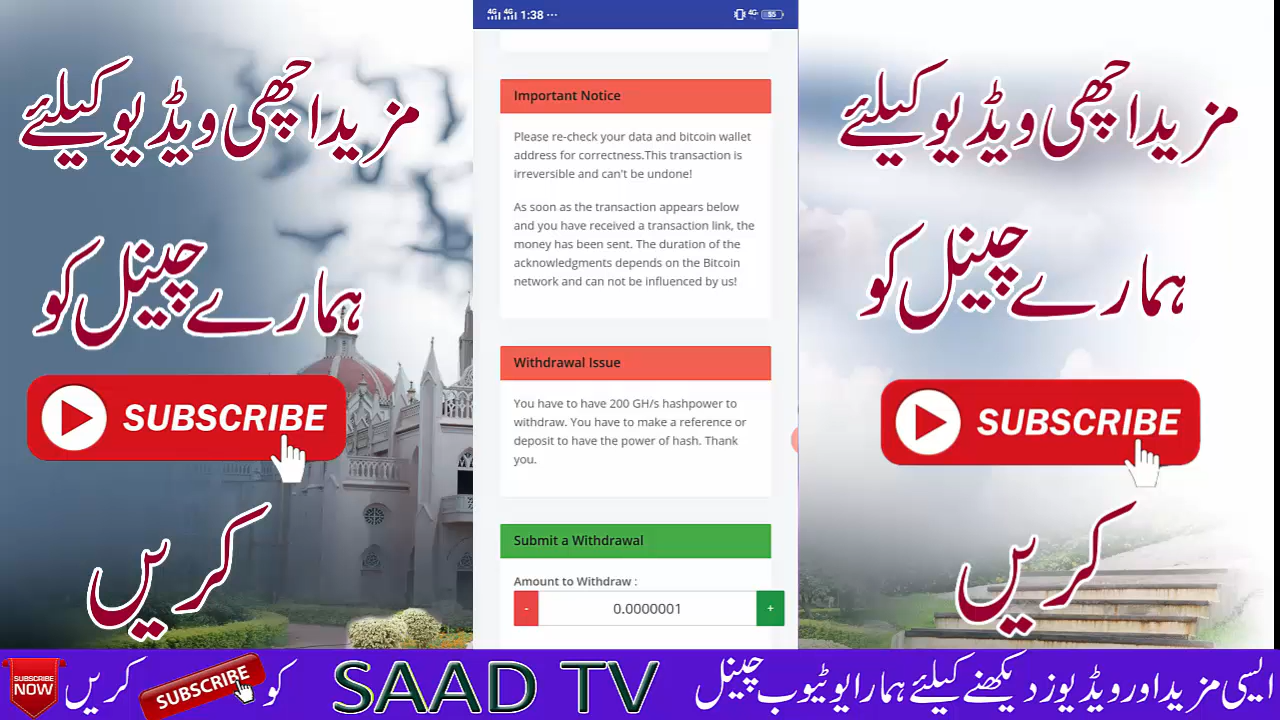 مزید اچھی ویڈیو کیلئے
ہمارے چینل کو
SUBSCRIBE
کریں
4G 4G 1:38 ··· 4G 55
Important Notice
Please re-check your data and bitcoin wallet
address for correctness.This transaction is
irreversible and can't be undone!
As soon as the transaction appears below
and you have received a transaction link, the
money has been sent. The duration of the
acknowledgments depends on the Bitcoin
network and can not be influenced by us!
Withdrawal Issue
You have to have 200 GH/s hashpower to
withdraw. You have to make a reference or
deposit to have the power of hash. Thank
you.
Submit a Withdrawal
Amount to Withdraw :
- 0.0000001 +
مزید اچھی ویڈیو کیلئے
ہمارے چینل کو
SUBSCRIBE
کریں
ایسی مزید اور ویڈیوز دیکھنے کیلئے ہمارا یوٹیوب چینل
SAAD TV
کو
SUBSCRIBE
کریں
SUBSCRIBE
NOW